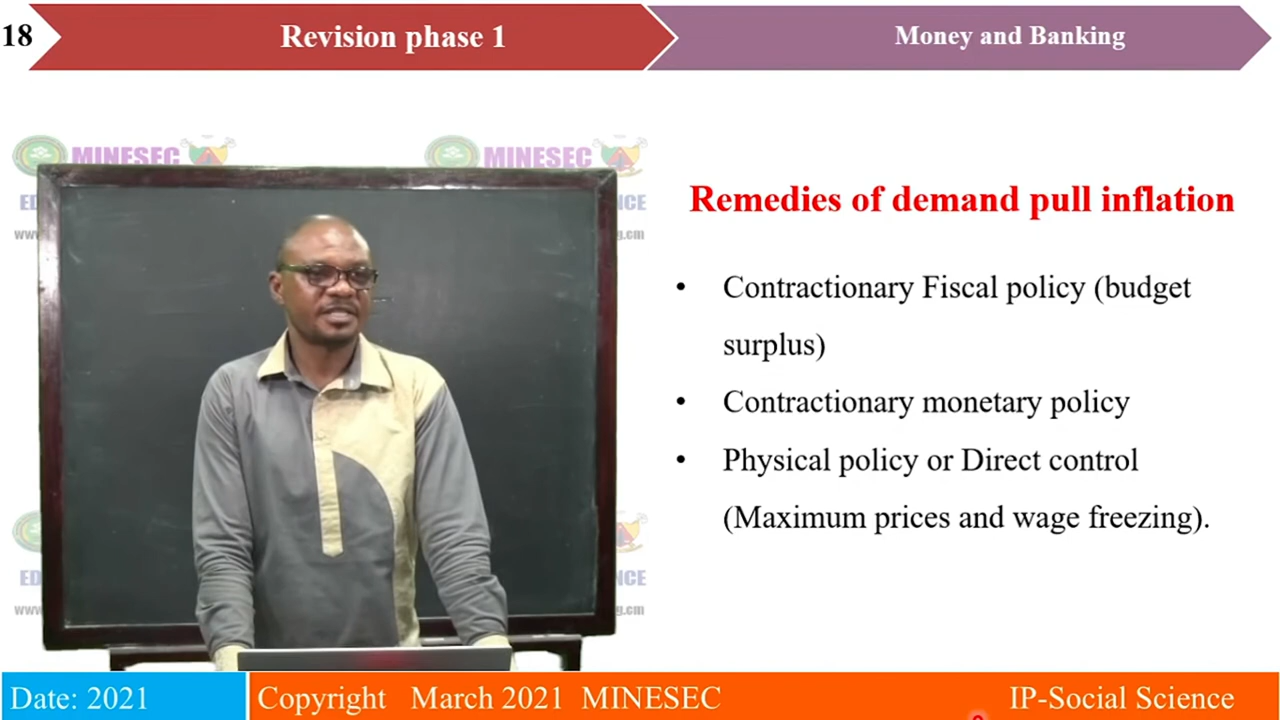 18
Revision phase 1
Money and Banking
MINESEC
MINESEC
Remedies of demand pull inflation
• Contractionary Fiscal policy (budget
surplus)
• Contractionary monetary policy
• Physical policy or Direct control
(Maximum prices and wage freezing).
Date: 2021
Copyright March 2021 MINESEC
IP-Social Science